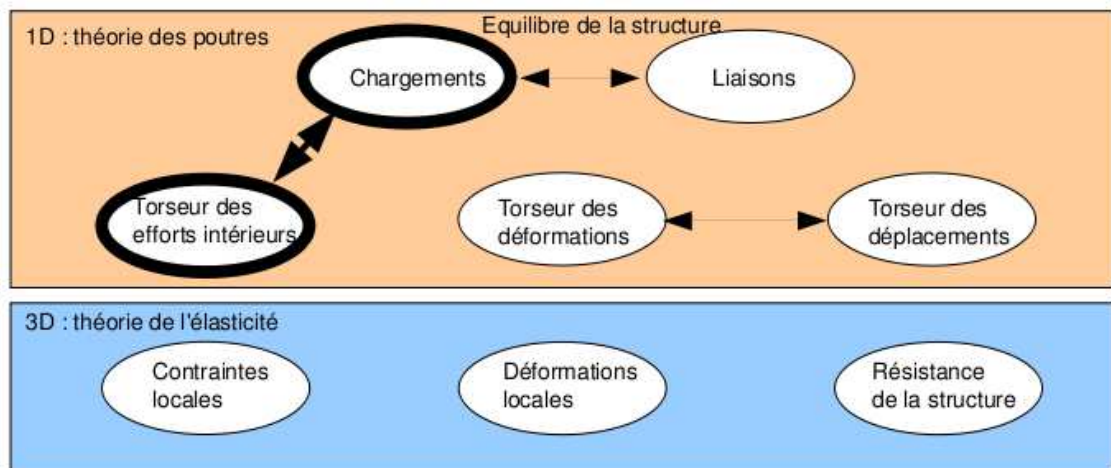 1D : théorie des poutres
Equilibre de la structure
Chargements
Liaisons
Torseur des
efforts intérieurs
Torseur des
déformations
Torseur des
déplacements
3D : théorie de l'élasticité
Contraintes
locales
Déformations
locales
Résistance
de la structure